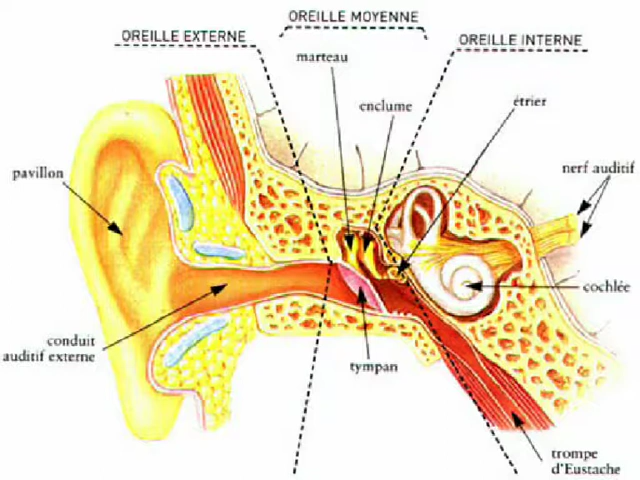 OREILLE EXTERNE
OREILLE MOYENNE
OREILLE INTERNE
marteau
enclume
étrier
pavillon
nerf auditif
cochlée
conduit
auditif externe
tympan
trompe
d'Eustache